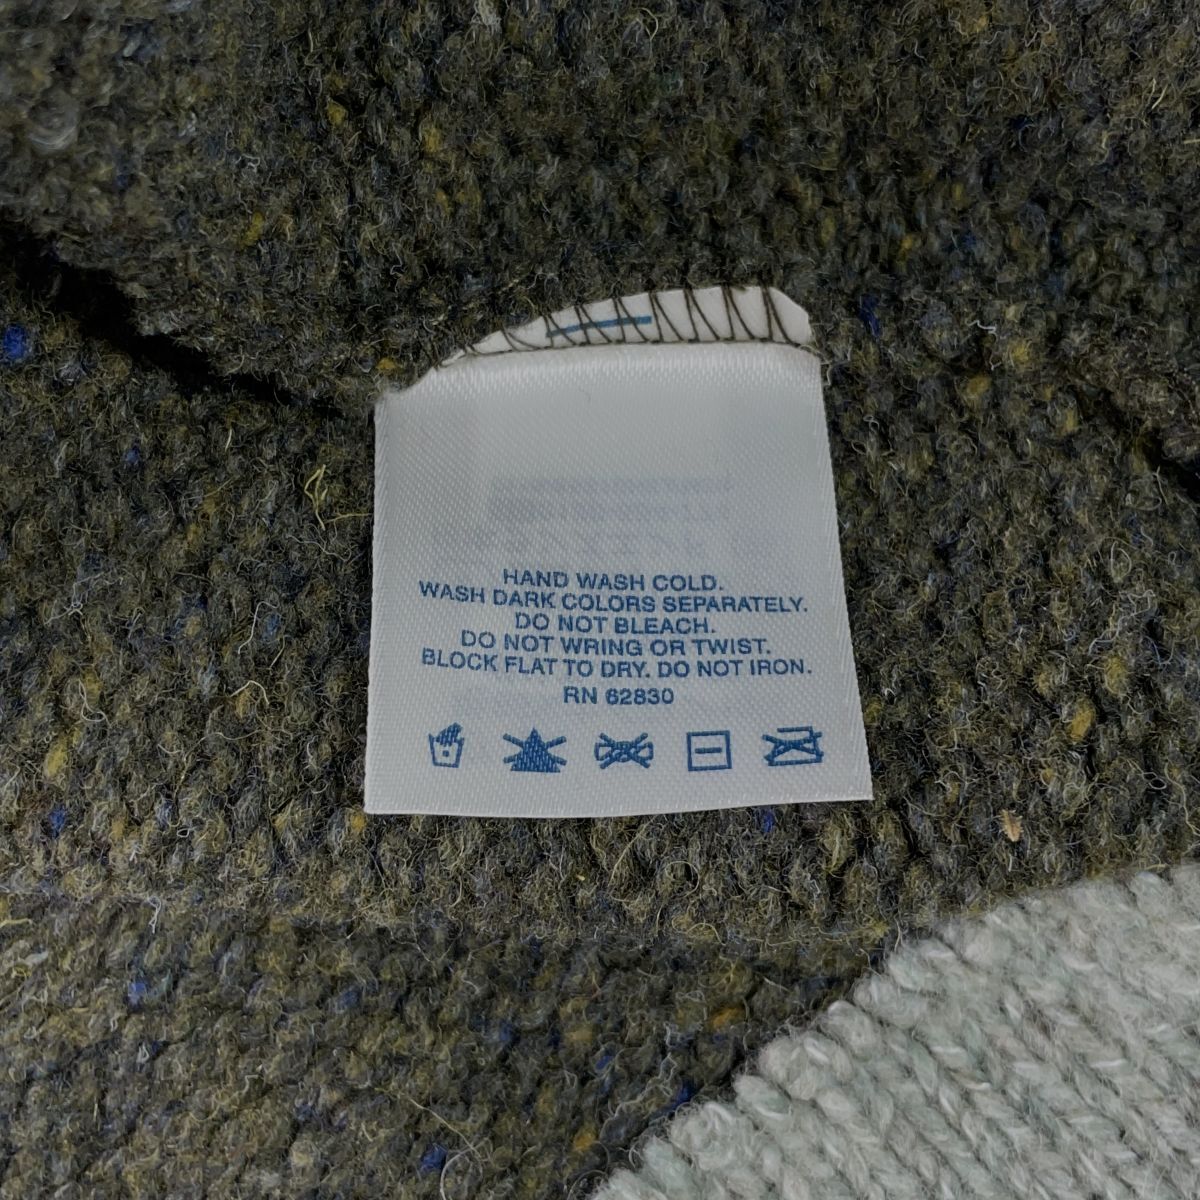 HAND WASH COLD.
WASH DARK COLORS SEPARATELY.
DO NOT BLEACH.
DO NOT WRING OR TWIST.
BLOCK FLAT TO DRY. DO NOT IRON.
RN 62830